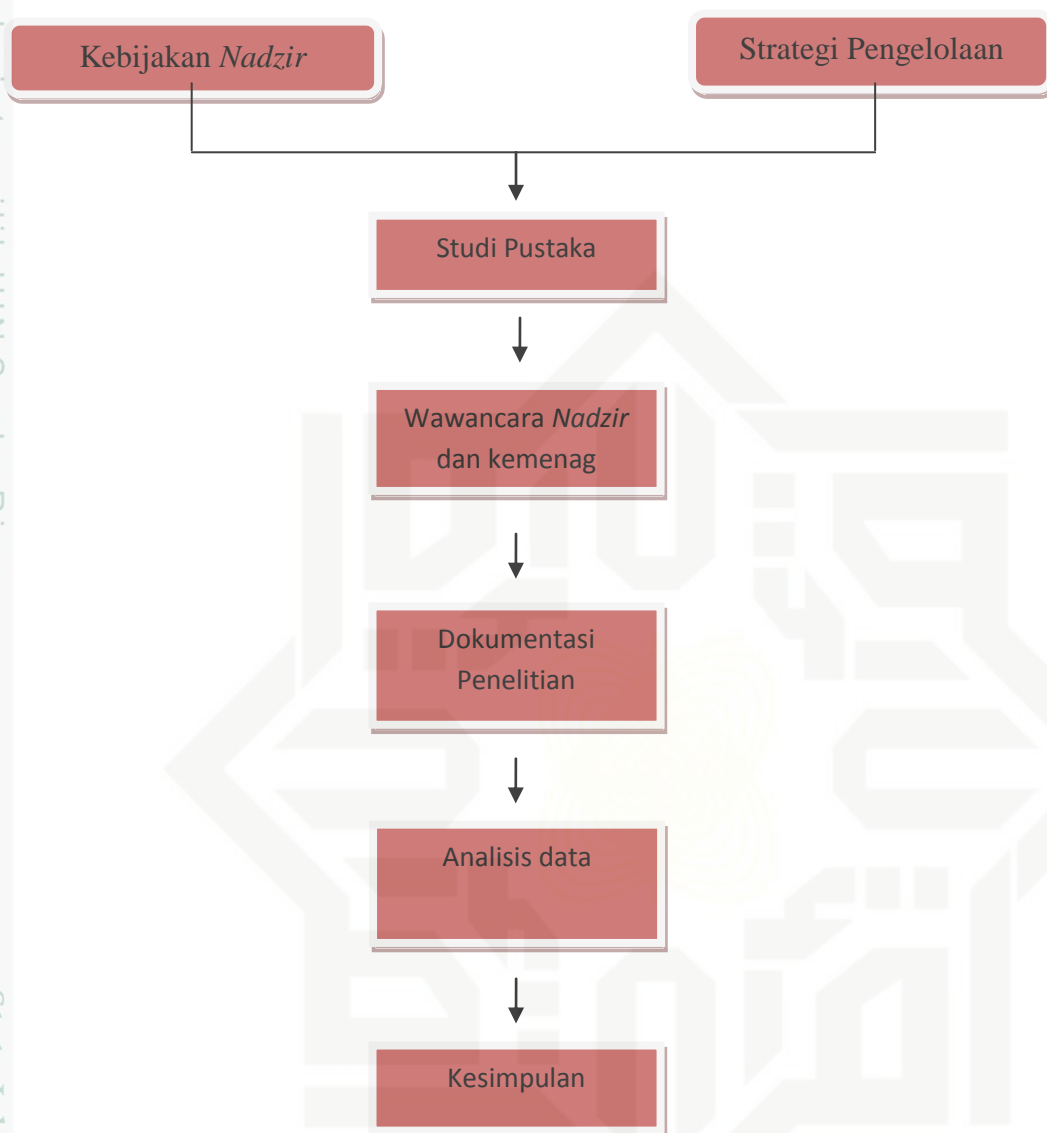 Kebijakan Nadzir
Strategi Pengelolaan
Studi Pustaka
Wawancara Nadzir
dan kemenag
Dokumentasi
Penelitian
Analisis data
Kesimpulan